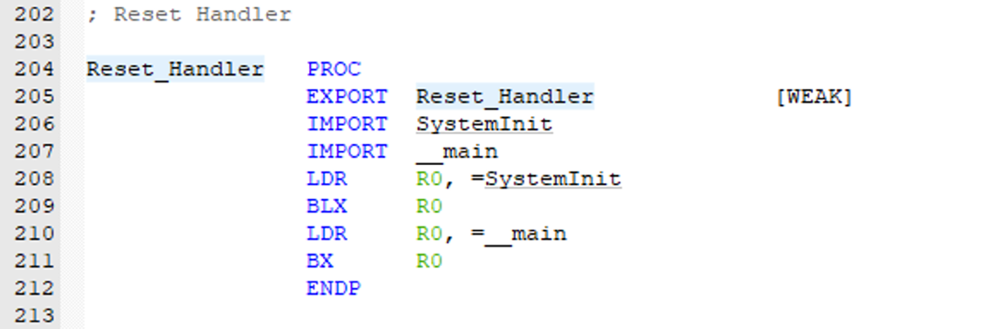 202 ; Reset Handler
203
204 Reset_Handler PROC
205 EXPORT Reset_Handler [WEAK]
206 IMPORT SystemInit
207 IMPORT __main
208 LDR R0, =SystemInit
209 BLX R0
210 LDR R0, =__main
211 BX R0
212 ENDP
213